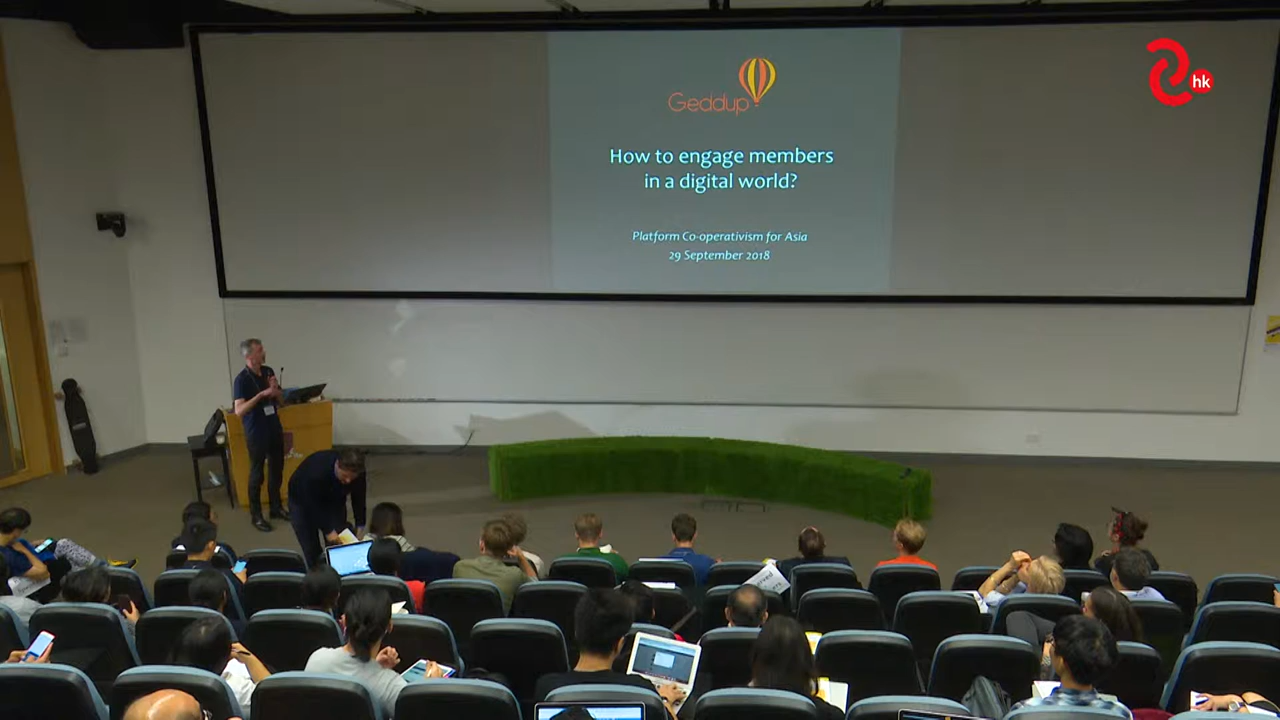 hk
Geddup
How to engage members
in a digital world?
Platform Co-operativism for Asia
29 September 2018